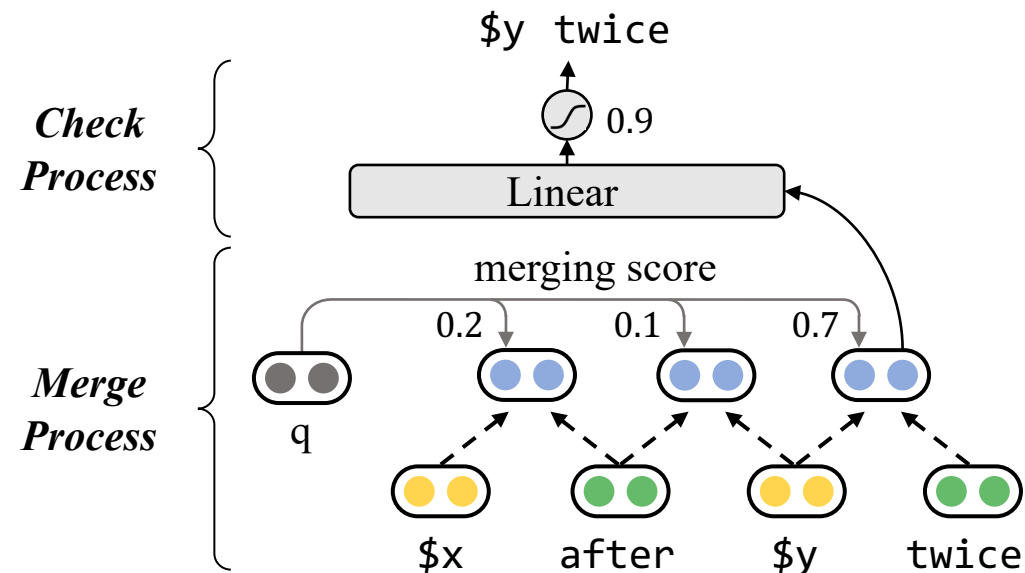 $y twice
Check
Process
0.9
Linear
merging score
0.2
0.1
0.7
Merge
Process
q
$x after $y twice